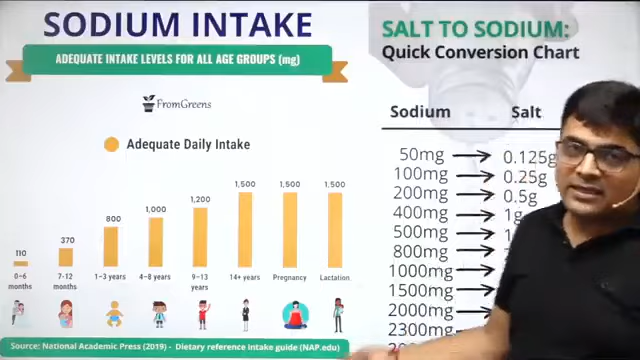 SODIUM INTAKE
ADEQUATE INTAKE LEVELS FOR ALL AGE GROUPS (mg)
FromGreens
Adequate Daily Intake
110
370
800
1,000
1,200
1,500
1,500
1,500
0-6 months
7-12 months
1-3 years
4-8 years
9-13 years
14+ years
Pregnancy
Lactation
Source: National Academic Press (2019) - Dietary reference intake guide (NAP.edu)
SALT TO SODIUM:
Quick Conversion Chart
Sodium Salt
50mg 0.125g
100mg 0.25g
200mg 0.5g
400mg 1g
500mg
800mg
1000mg
1500mg
2000mg
2300mg